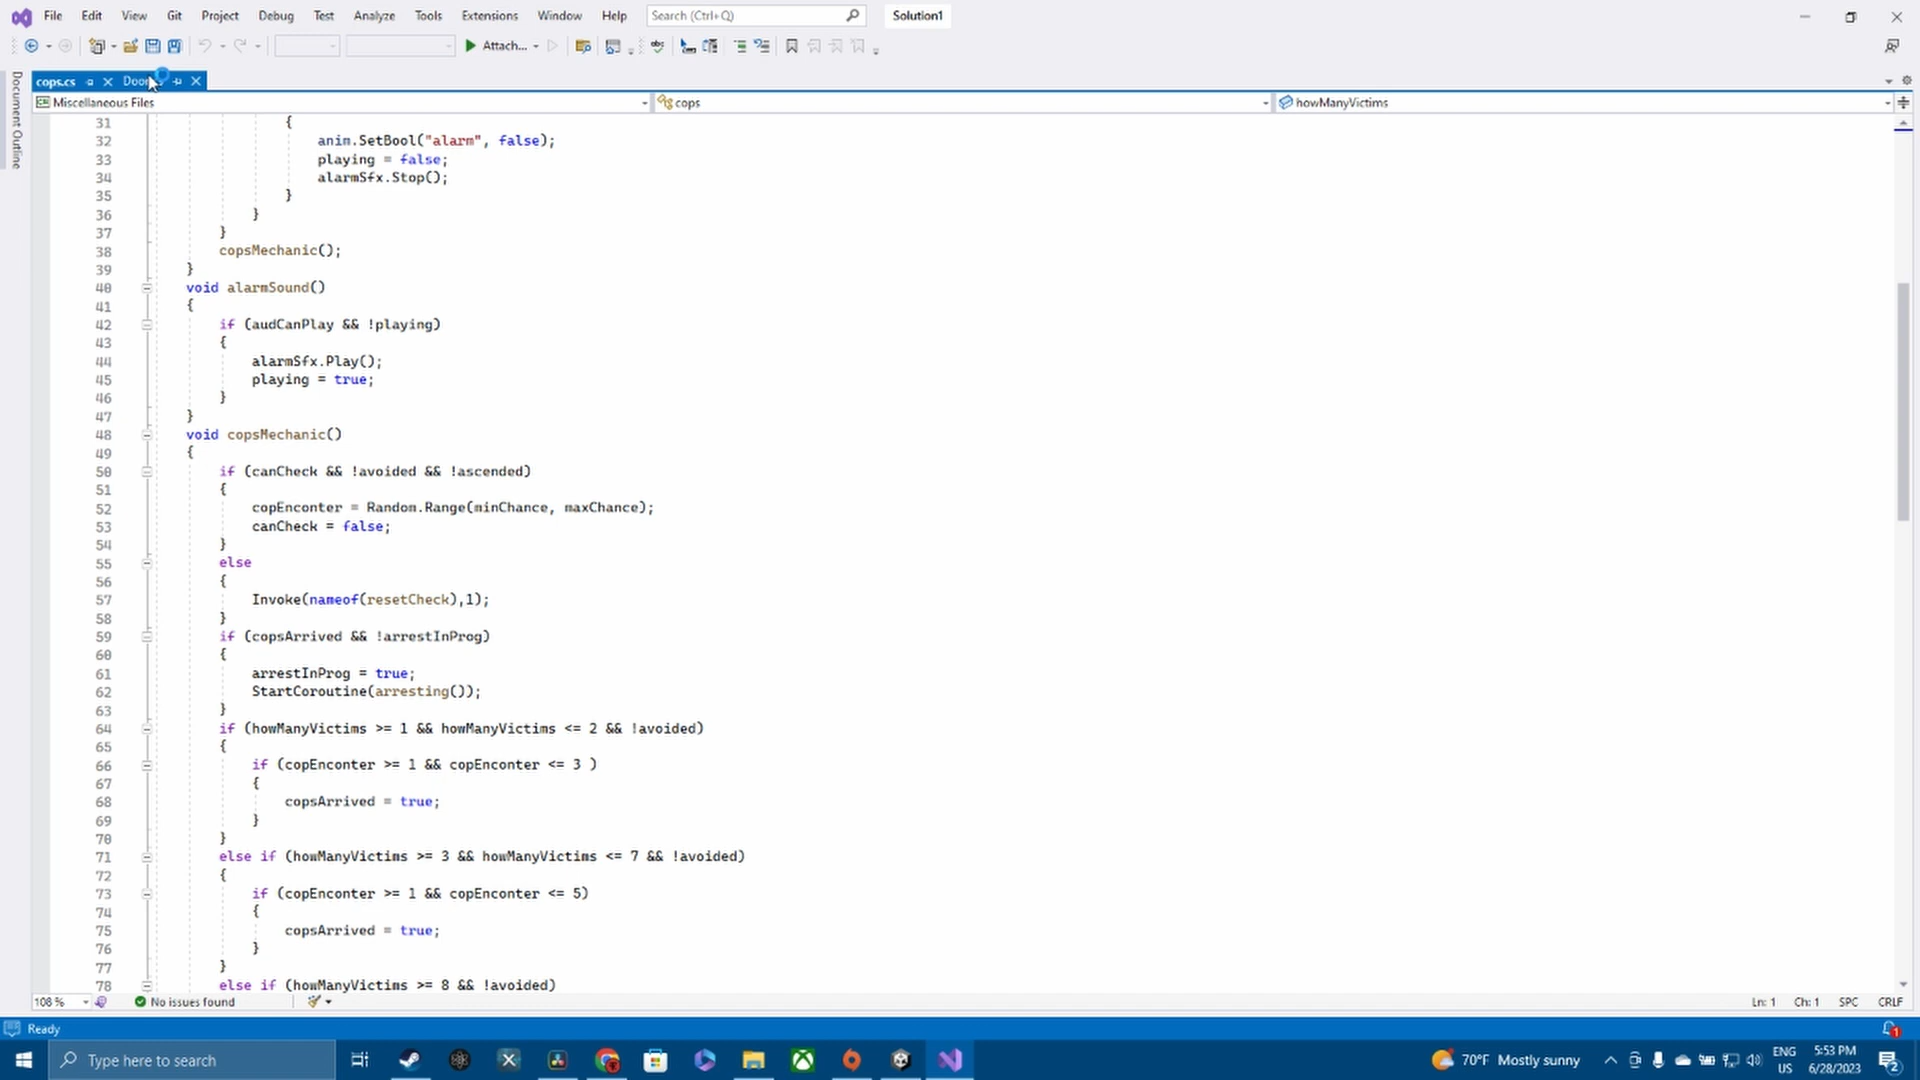 File Edit View Git Project Debug Test Analyze Tools Extensions Window Help Search (Ctrl+Q) Solution1
Attach...
cops.cs
Document Outline
Miscellaneous Files cops howManyVictims
31 {
32 anim.SetBool("alarm", false);
33 playing = false;
34 alarmSfx.Stop();
35 }
36 }
37 }
38 copsMechanic();
39 }
40 void alarmSound()
41 {
42 if (audCanPlay && !playing)
43 {
44 alarmSfx.Play();
45 playing = true;
46 }
47 }
48 void copsMechanic()
49 {
50 if (canCheck && !avoided && !ascended)
51 {
52 copEnconter = Random.Range(minChance, maxChance);
53 canCheck = false;
54 }
55 else
56 {
57 Invoke(nameof(resetCheck),1);
58 }
59 if (copsArrived && !arrestInProg)
60 {
61 arrestInProg = true;
62 StartCoroutine(arresting());
63 }
64 if (howManyVictims >= 1 && howManyVictims <= 2 && !avoided)
65 {
66 if (copEnconter >= 1 && copEnconter <= 3 )
67 {
68 copsArrived = true;
69 }
70 }
71 else if (howManyVictims >= 3 && howManyVictims <= 7 && !avoided)
72 {
73 if (copEnconter >= 1 && copEnconter <= 5)
74 {
75 copsArrived = true;
76 }
77 }
78 else if (howManyVictims >= 8 && !avoided)
108 % No issues found Ln: 1 Ch: 1 SPC CRLF
Ready 1
Type here to search 70°F Mostly sunny ENG US 5:53 PM 6/28/2023 2